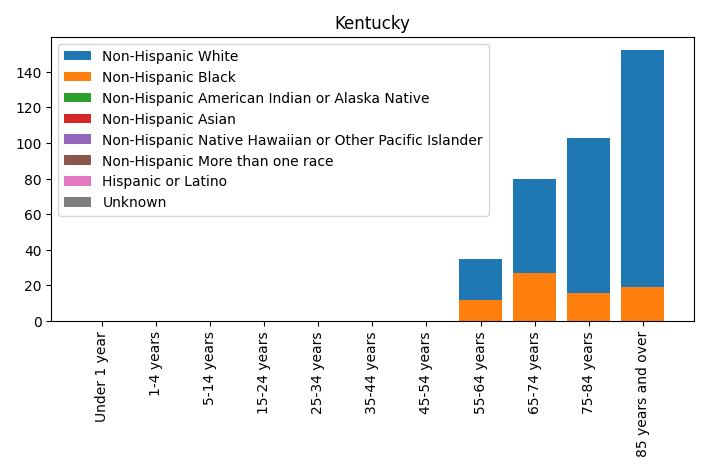 Kentucky
Non-Hispanic White
Non-Hispanic Black
Non-Hispanic American Indian or Alaska Native
Non-Hispanic Asian
Non-Hispanic Native Hawaiian or Other Pacific Islander
Non-Hispanic More than one race
Hispanic or Latino
Unknown
140
120
100
80
60
40
20
0
Under 1 year
1-4 years
5-14 years
15-24 years
25-34 years
35-44 years
45-54 years
55-64 years
65-74 years
75-84 years
85 years and over